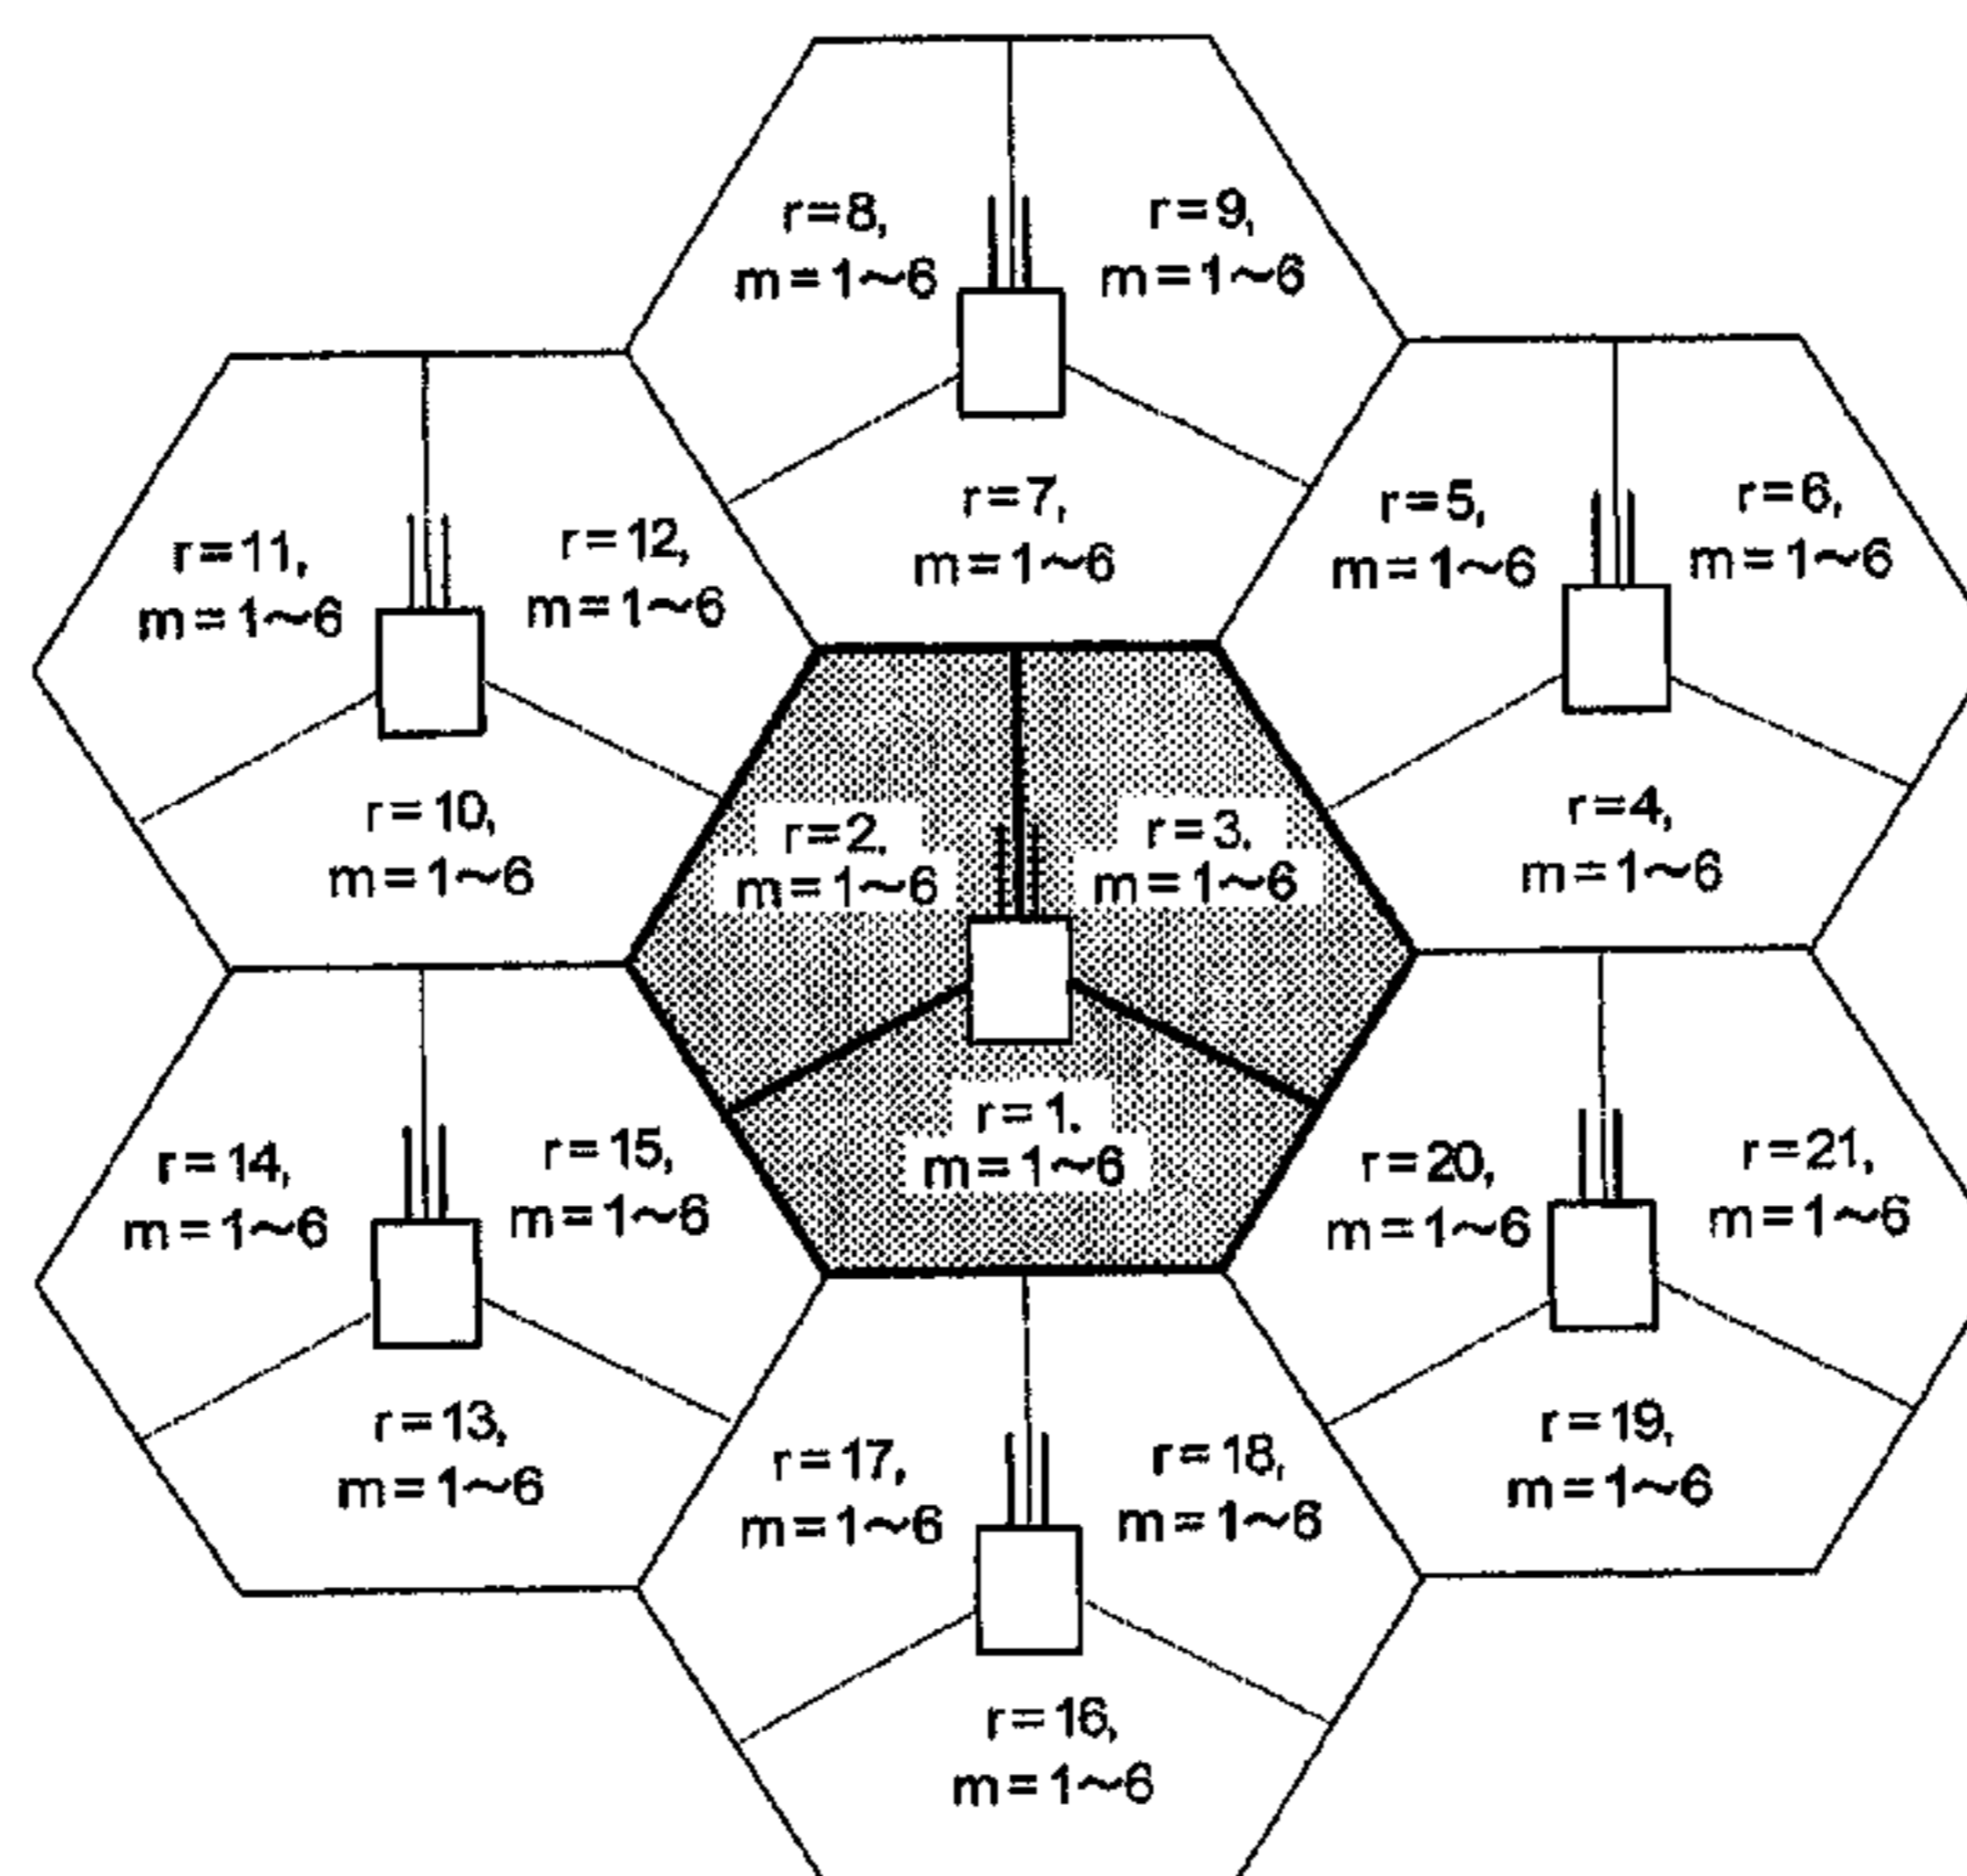 r=8,
m=1~6
r=9,
m=1~6
r=7,
m=1~6
r=11,
m=1~6
r=12,
m=1~6
r=10,
m=1~6
r=5,
m=1~6
r=6,
m=1~6
r=4,
m=1~6
r=2,
m=1~6
r=3,
m=1~6
r=1,
m=1~6
r=14,
m=1~6
r=15,
m=1~6
r=13,
m=1~6
r=20,
m=1~6
r=21,
m=1~6
r=19,
m=1~6
r=17,
m=1~6
r=18,
m=1~6
r=16,
m=1~6